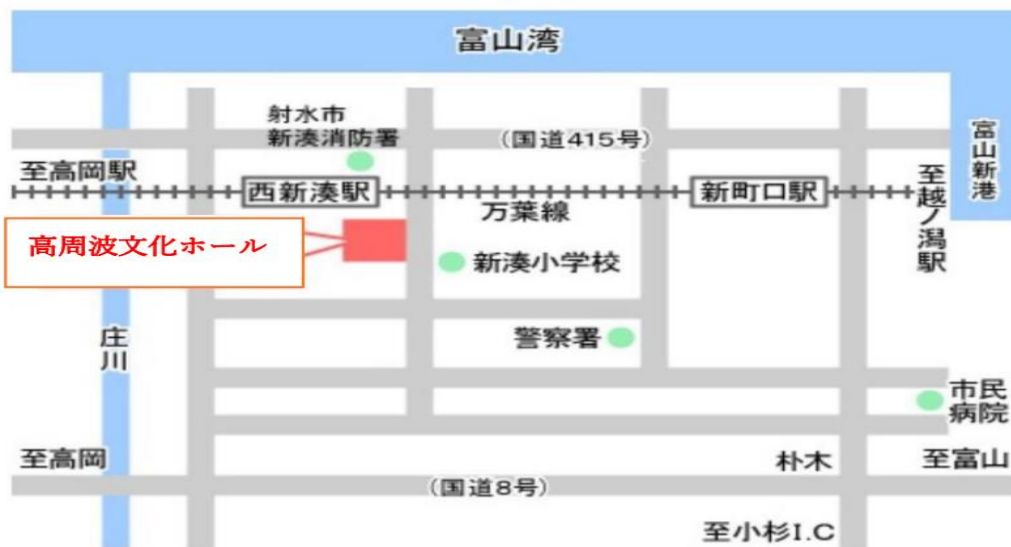 富山湾
射水市
新湊消防署
(国道415号)
富山新港
至高岡駅
西新湊駅
万葉線
新町口駅
至越ノ潟駅
高周波文化ホール
新湊小学校
庄川
警察署
市民
病院
至高岡
(国道8号)
朴木
至富山
至小杉I.C